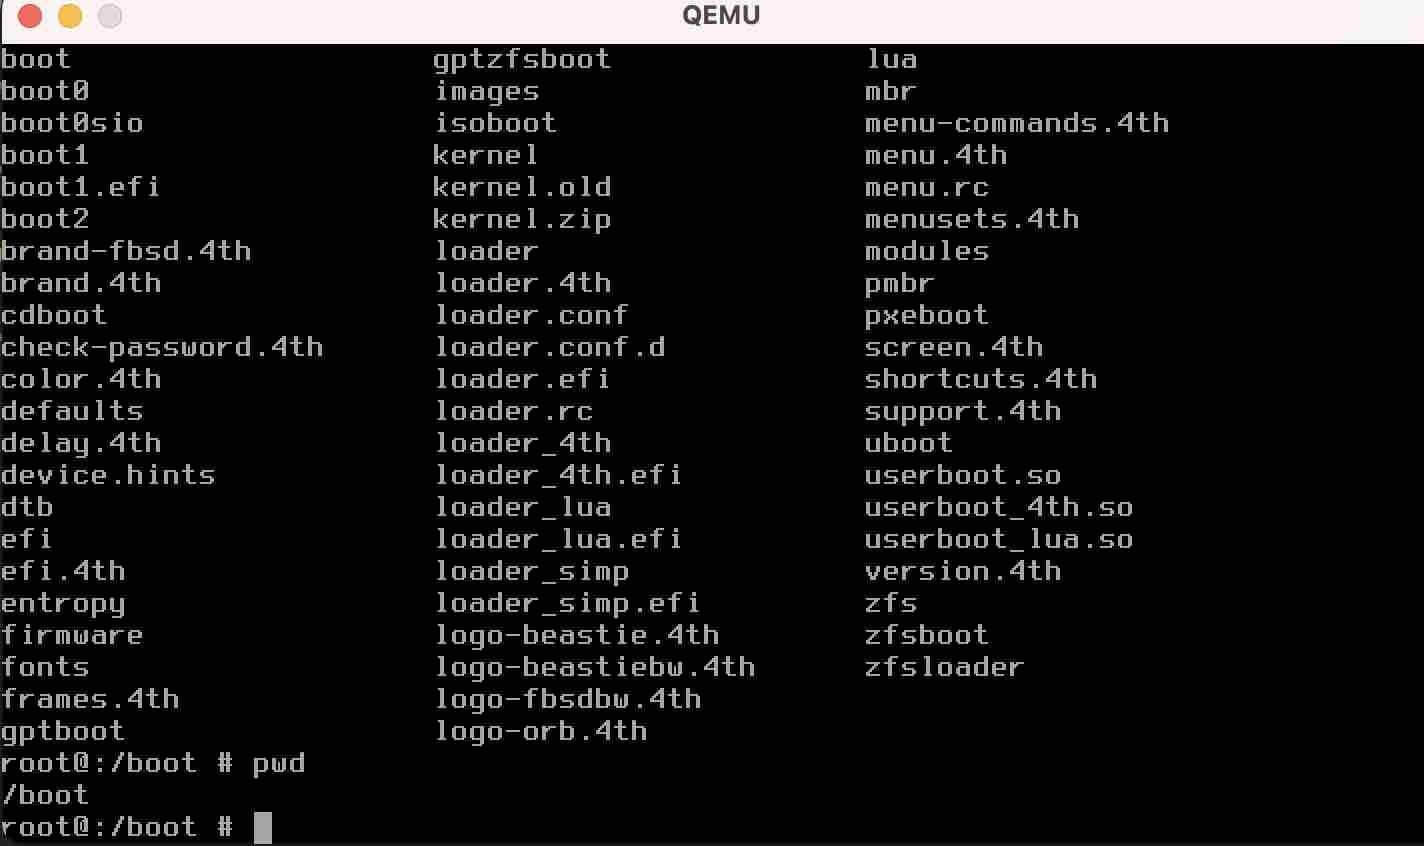 QEMU
boot gptzfsboot lua
boot0 images mbr
boot0sio isoboot menu-commands.4th
boot1 kernel menu.4th
boot1.efi kernel.old menu.rc
boot2 kernel.zip menusets.4th
brand-fbsd.4th loader modules
brand.4th loader.4th pmbr
cdboot loader.conf pxeboot
check-password.4th loader.conf.d screen.4th
color.4th loader.efi shortcuts.4th
defaults loader.rc support.4th
delay.4th loader_4th uboot
device.hints loader_4th.efi userboot.so
dtb loader_lua userboot_4th.so
efi loader_lua.efi userboot_lua.so
efi.4th loader_simp version.4th
entropy loader_simp.efi zfs
firmware logo-beastie.4th zfsboot
fonts logo-beastiebw.4th zfsloader
frames.4th logo-fbsdbw.4th
gptboot logo-orb.4th
root@:/boot # pwd
/boot
root@:/boot #